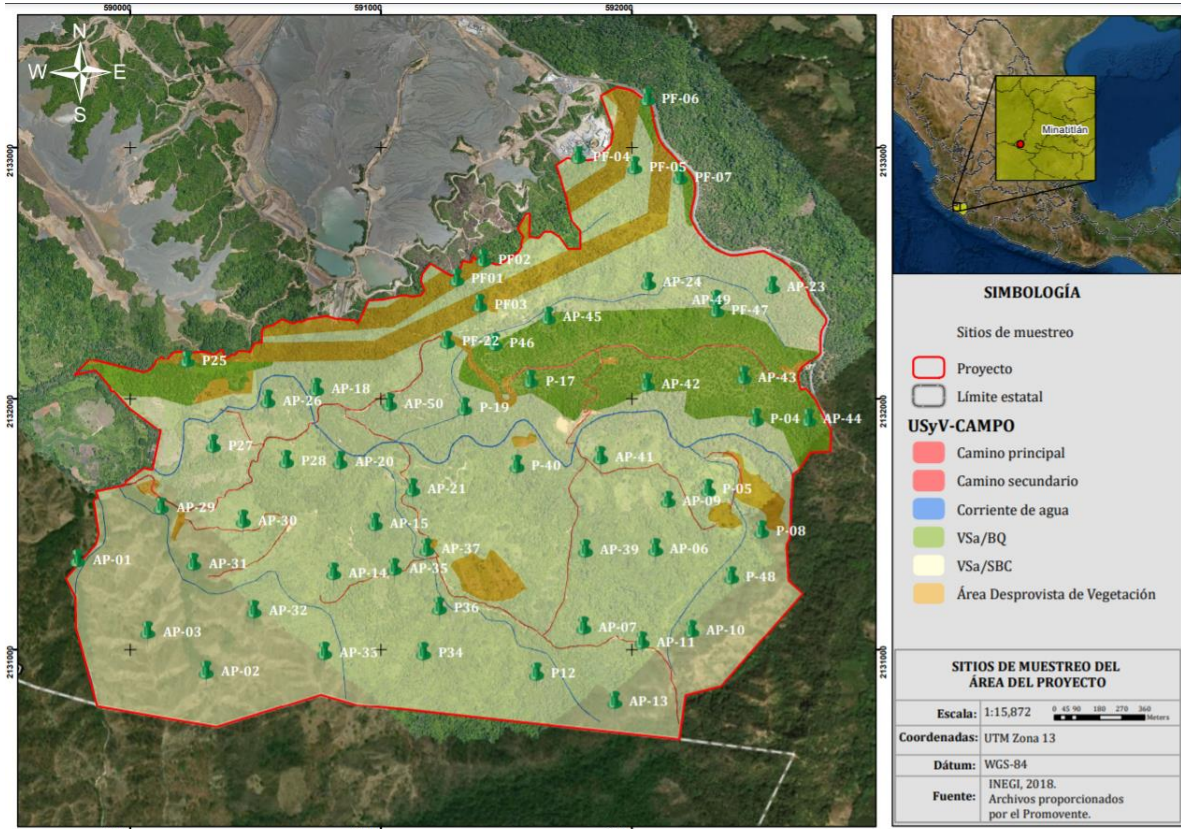 590000
591000
592000
2133000
2132000
2131000
N
W
E
S
PF-06
PF-04
PF-05
PF-07
PF02
PF01
AP-24
AP-23
PF03
AP-49
PF-47
AP-45
PF-22
P46
P25
P-17
AP-42
AP-43
AP-18
AP-26
AP-50
P-19
P-04
AP-44
P27
P28
AP-20
P-40
AP-41
AP-21
P-05
AP-09
AP-29
AP-30
AP-15
P-08
AP-37
AP-39
AP-06
AP-01
AP-31
AP-14
AP-35
P-48
AP-32
P36
AP-03
AP-07
AP-10
AP-11
AP-35
P34
AP-02
P12
AP-13
Minatitlán
SIMBOLOGÍA
Sitios de muestreo
Proyecto
Límite estatal
USyV-CAMPO
Camino principal
Camino secundario
Corriente de agua
VSa/BQ
VSa/SBC
Área Desprovista de Vegetación
SITIOS DE MUESTREO DEL
ÁREA DEL PROYECTO
Escala: 1:15,872
0 45 90 180 270 360
Meters
Coordenadas: UTM Zona 13
Dátum: WGS-84
Fuente: INEGI, 2018.
Archivos proporcionados
por el Promovente.